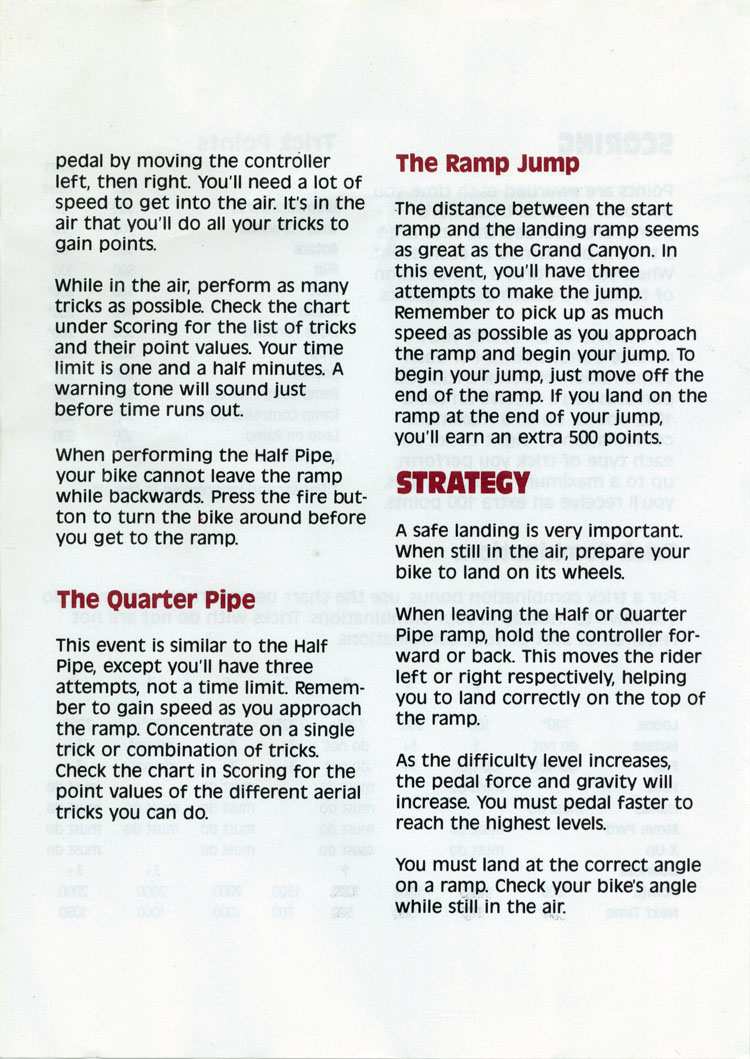 pedal by moving the controller
left, then right. You'll need a lot of
speed to get into the air. It's in the
air that you'll do all your tricks to
gain points.
While in the air, perform as many
tricks as possible. Check the chart
under Scoring for the list of tricks
and their point values. Your time
limit is one and a half minutes. A
warning tone will sound just
before time runs out.
When performing the Half Pipe,
your bike cannot leave the ramp
while backwards. Press the fire but-
ton to turn the bike around before
you get to the ramp.
The Quarter Pipe
This event is similar to the Half
Pipe, except you'll have three
attempts, not a time limit. Remem-
ber to gain speed as you approach
the ramp. Concentrate on a single
trick or combination of tricks.
Check the chart in Scoring for the
point values of the different aerial
tricks you can do.
The Ramp Jump
The distance between the start
ramp and the landing ramp seems
as great as the Grand Canyon. In
this event, you'll have three
attempts to make the jump.
Remember to pick up as much
speed as possible as you approach
the ramp and begin your jump. To
begin your jump, just move off the
end of the ramp. If you land on the
ramp at the end of your jump,
you'll earn an extra 500 points.
STRATEGY
A safe landing is very important.
When still in the air, prepare your
bike to land on its wheels.
When leaving the Half or Quarter
Pipe ramp, hold the controller for-
ward or back. This moves the rider
left or right respectively, helping
you to land correctly on the top of
the ramp.
As the difficulty level increases,
the pedal force and gravity will
increase. You must pedal faster to
reach the highest levels.
You must land at the correct angle
on a ramp. Check your bike's angle
while still in the air.